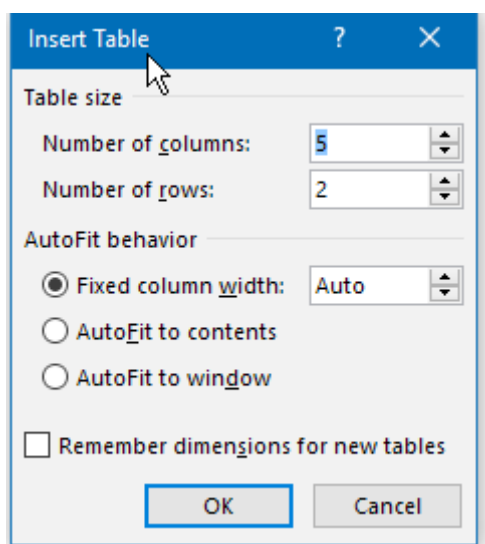 Insert Table ? ×
Table size
Number of columns: 5
Number of rows: 2
AutoFit behavior
Fixed column width: Auto
AutoFit to contents
AutoFit to window
Remember dimensions for new tables
OK Cancel